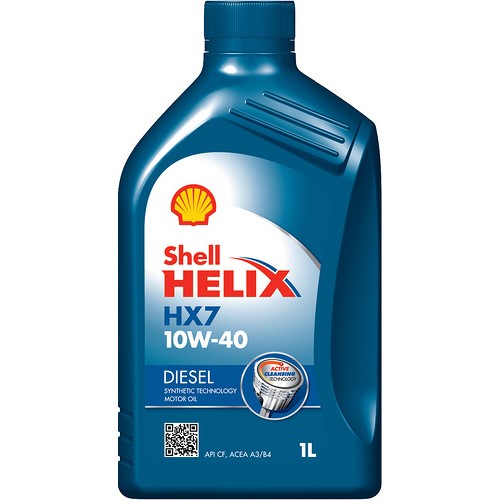 Shell
HELIX
HX7
10W-40
DIESEL
SYNTHETIC TECHNOLOGY
MOTOR OIL
ACTIVE
CLEANSING
TECHNOLOGY
API CF, ACEA A3/B4
1L